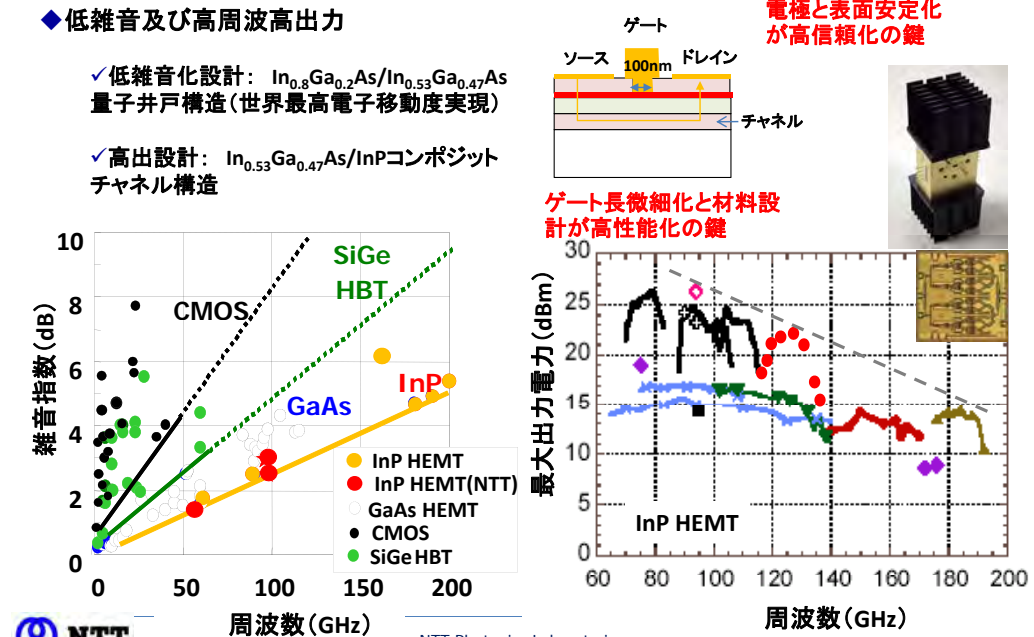 ◆低雑音及び高周波高出力
✓低雑音化設計： In0.8Ga0.2As/In0.53Ga0.47As
量子井戸構造（世界最高電子移動度実現）
✓高出設計： In0.53Ga0.47As/InPコンポジット
チャネル構造
電極と表面安定化
が高信頼化の鍵
ゲート
ソース
100nm
ドレイン
チャネル
ゲート長微細化と材料設
計が高性能化の鍵
雑音指数（dB）
10
8
6
4
2
0
CMOS
SiGe
HBT
GaAs
InP
InP HEMT
InP HEMT(NTT)
GaAs HEMT
CMOS
SiGe HBT
0
50
100
150
200
周波数（GHz）
最大出力電力（dBm）
30
25
20
15
10
5
0
InP HEMT
60
80
100
120
140
160
180
200
周波数（GHz）
NTT